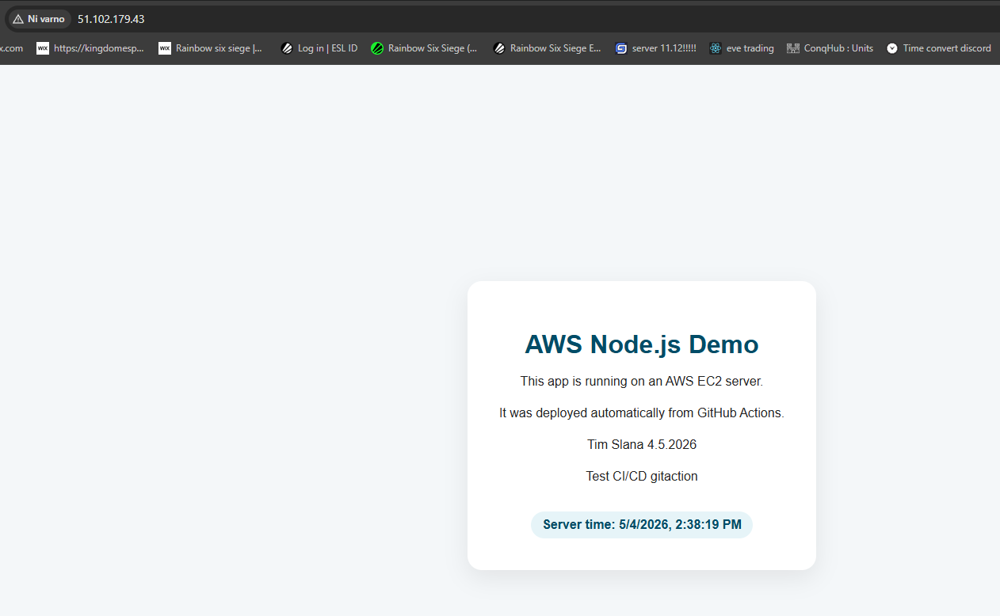 Ni varno 51.102.179.43
x.com WIX https://kingdomesp... WIX Rainbow six siege |... Log in | ESL ID Rainbow Six Siege (... Rainbow Six Siege E... server 11.12!!!!! eve trading ConqHub : Units Time convert discord
AWS Node.js Demo
This app is running on an AWS EC2 server.
It was deployed automatically from GitHub Actions.
Tim Slana 4.5.2026
Test CI/CD gitaction
Server time: 5/4/2026, 2:38:19 PM